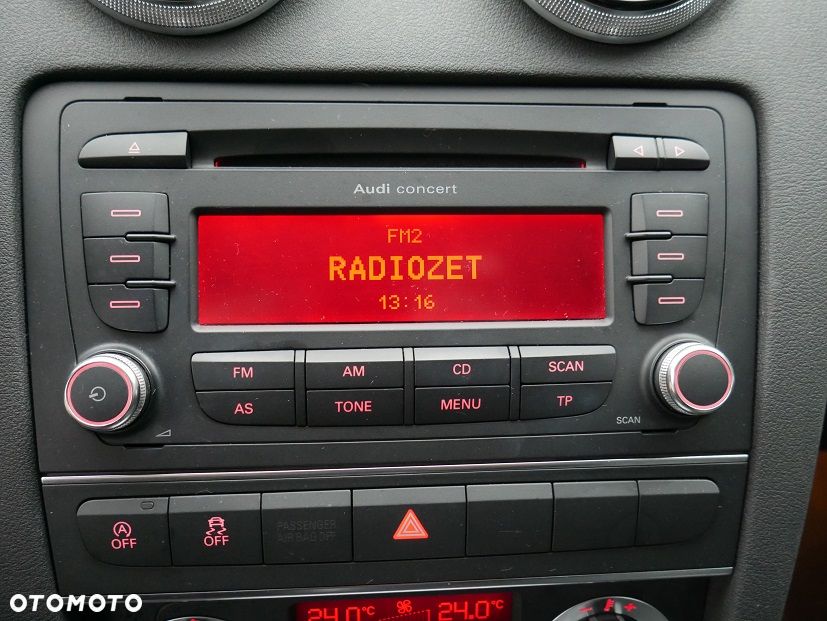 Audi concert
FM2
RADIOZET
13:16
FM AM CD SCAN
AS TONE MENU TP
SCAN
OFF OFF PASSENGER
AIR BAG OFF
24.0°C 24.0°C
OTOMOTO